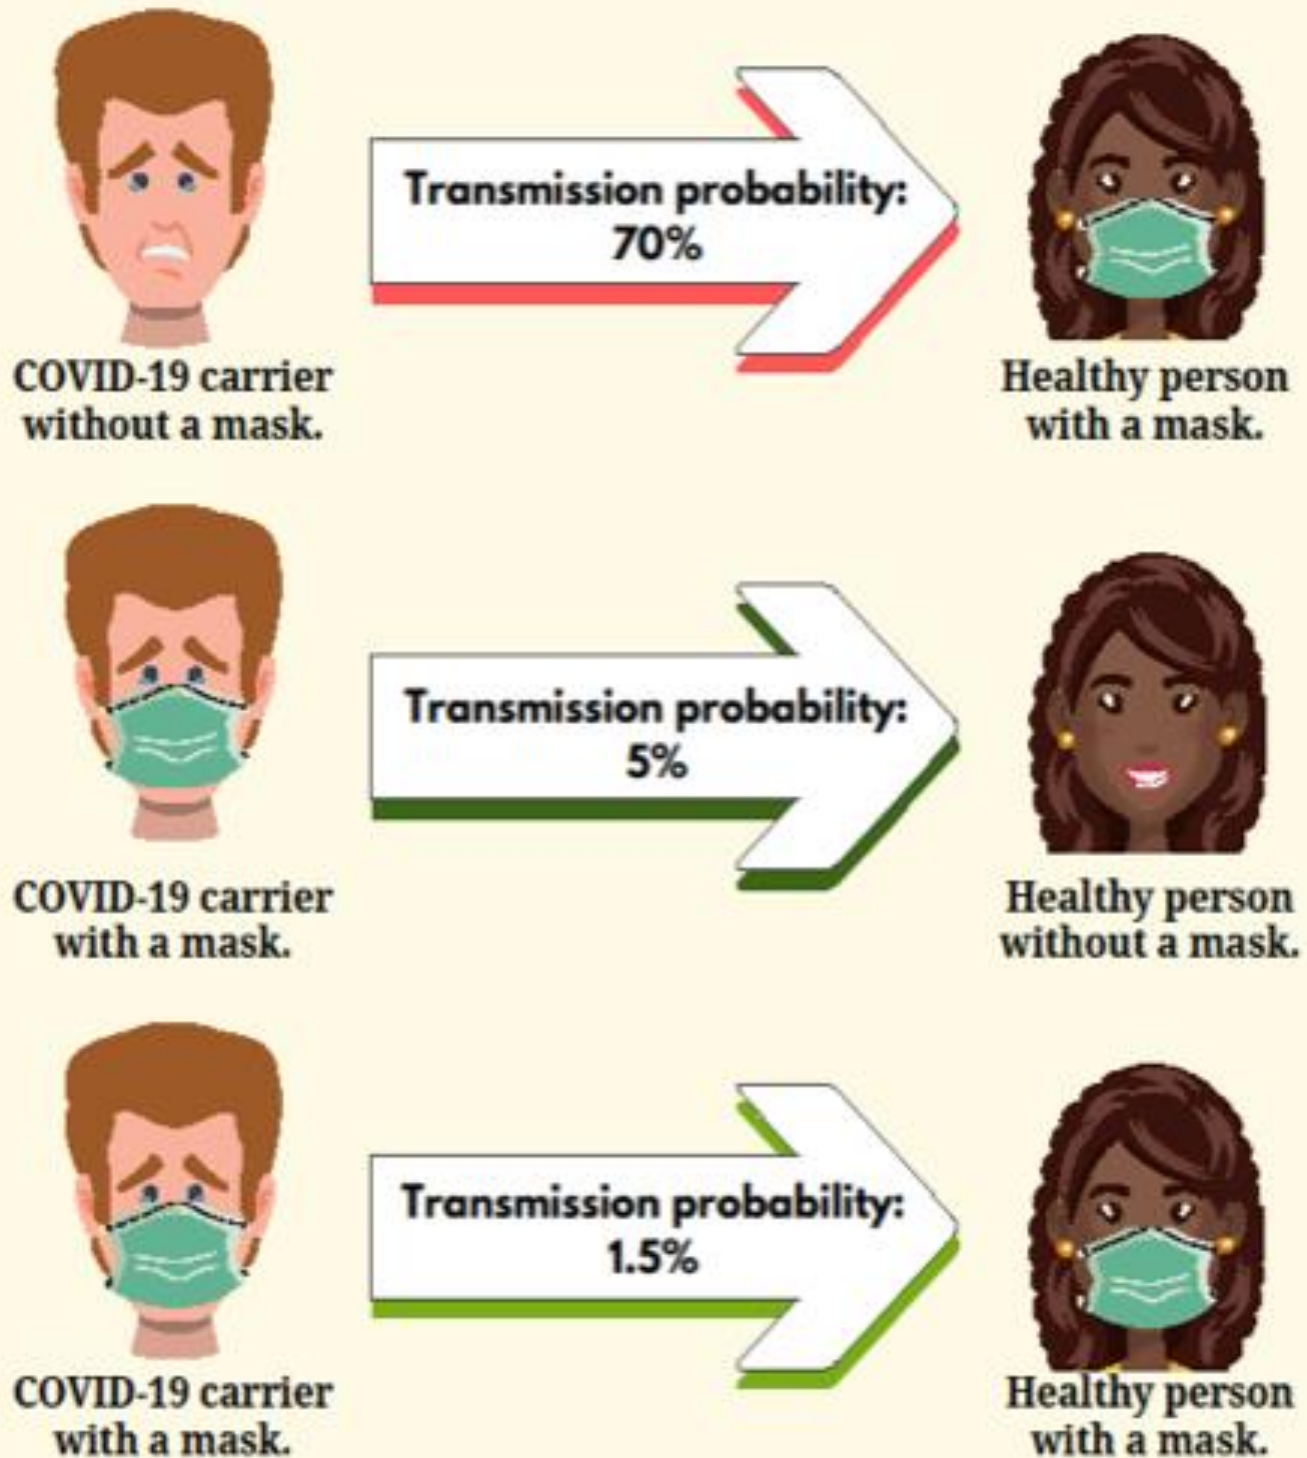 Transmission probability:
70%
COVID-19 carrier
without a mask.
Healthy person
with a mask.
Transmission probability:
5%
COVID-19 carrier
with a mask.
Healthy person
without a mask.
Transmission probability:
1.5%
COVID-19 carrier
with a mask.
Healthy person
with a mask.